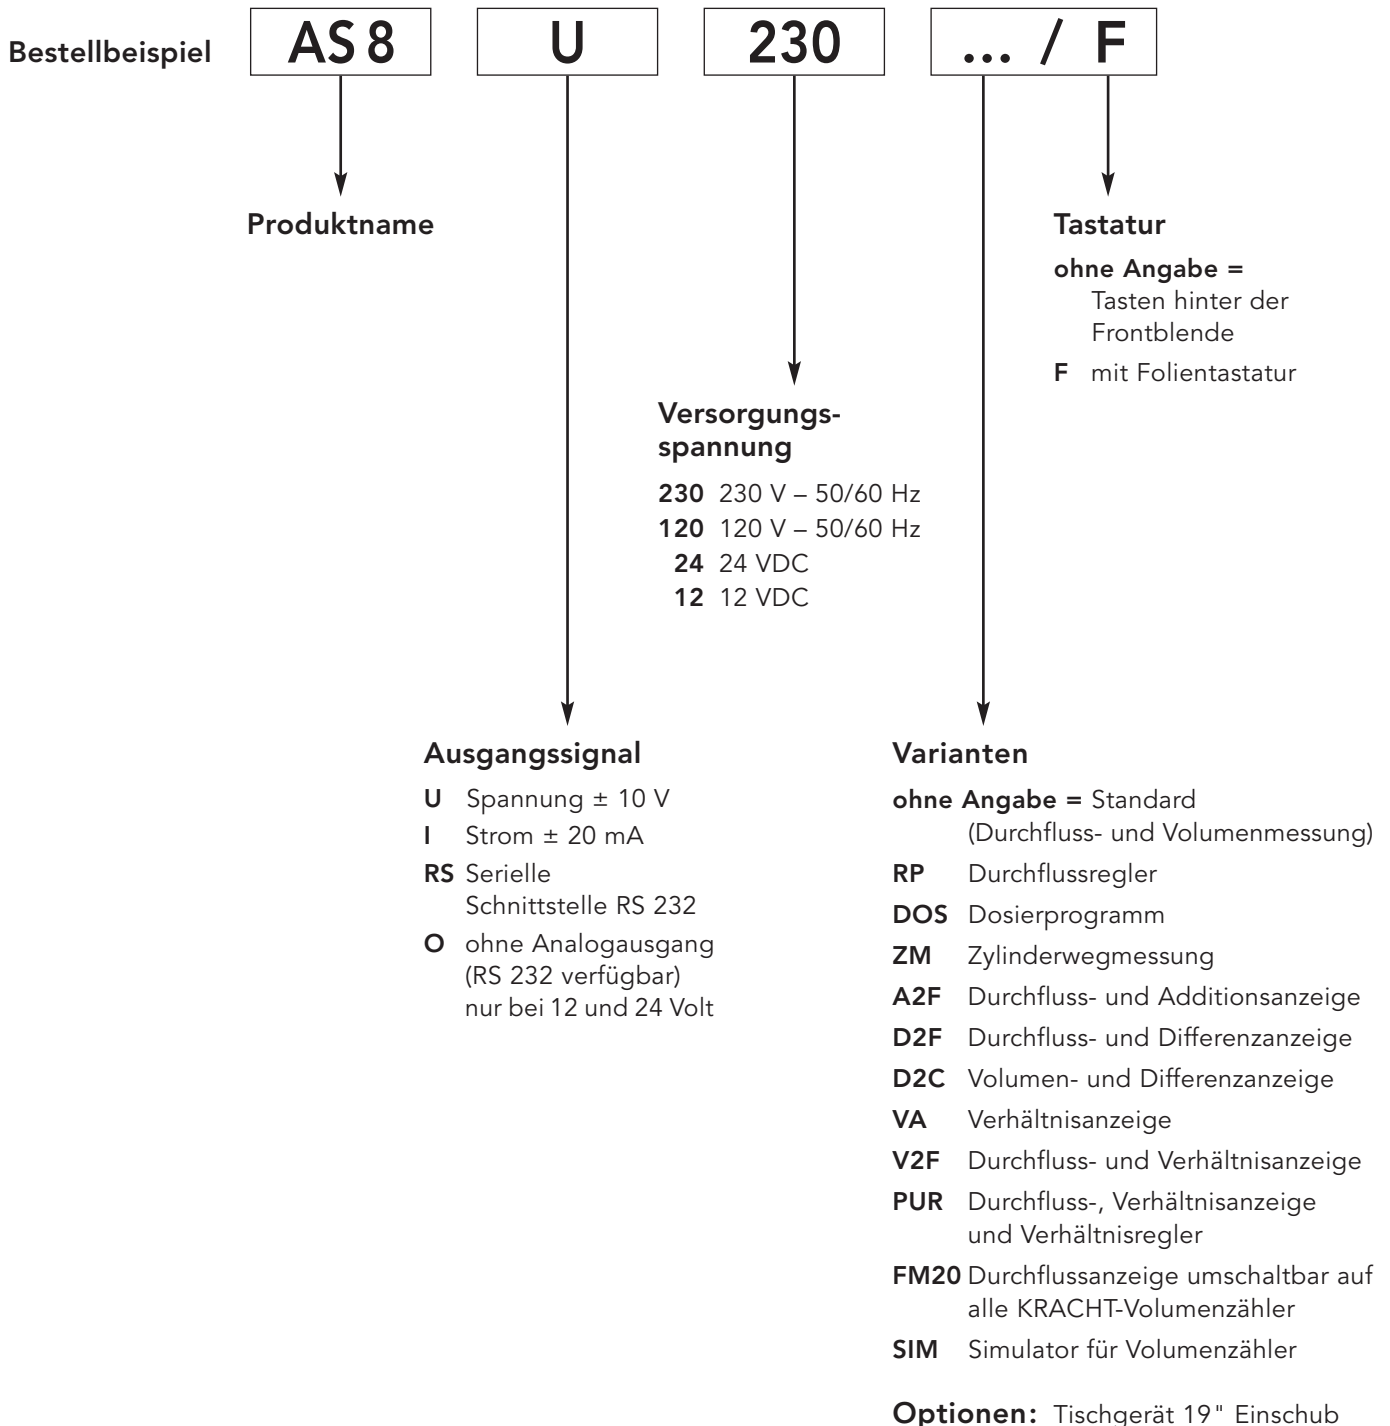 Bestellbeispiel AS 8 U 230 ... / F
Produktname
Tastatur
ohne Angabe =
Tasten hinter der
Frontblende
F mit Folientastatur
Versorgungs-
spannung
230 230 V – 50/60 Hz
120 120 V – 50/60 Hz
24 24 VDC
12 12 VDC
Ausgangssignal
U Spannung ± 10 V
I Strom ± 20 mA
RS Serielle
Schnittstelle RS 232
O ohne Analogausgang
(RS 232 verfügbar)
nur bei 12 und 24 Volt
Varianten
ohne Angabe = Standard
(Durchfluss- und Volumenmessung)
RP Durchflussregler
DOS Dosierprogramm
ZM Zylinderwegmessung
A2F Durchfluss- und Additionsanzeige
D2F Durchfluss- und Differenzanzeige
D2C Volumen- und Differenzanzeige
VA Verhältnisanzeige
V2F Durchfluss- und Verhältnisanzeige
PUR Durchfluss-, Verhältnisanzeige
und Verhältnisregler
FM20 Durchflussanzeige umschaltbar auf
alle KRACHT-Volumenzähler
SIM Simulator für Volumenzähler
Optionen: Tischgerät 19" Einschub